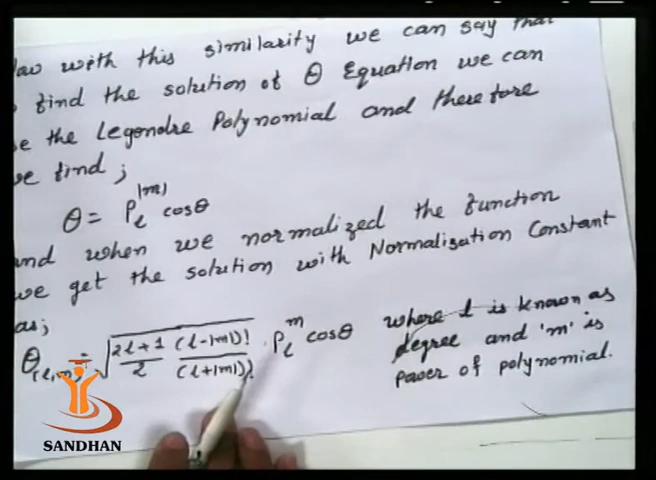 with this similarity we can say that
find the solution of Θ Equation we can
the Legendre Polynomial and therefore
find ;
Θ = P_l^|m| cosθ
and when we normalized the function
we get the solution with Normalisation Constant
as;
Θ(l,m) = √((2l+1)/2 (l-|m|)!/(l+|m|)!) . P_l^m cosθ
where l is known as
degree and 'm' is
power of polynomial.
SANDHAN